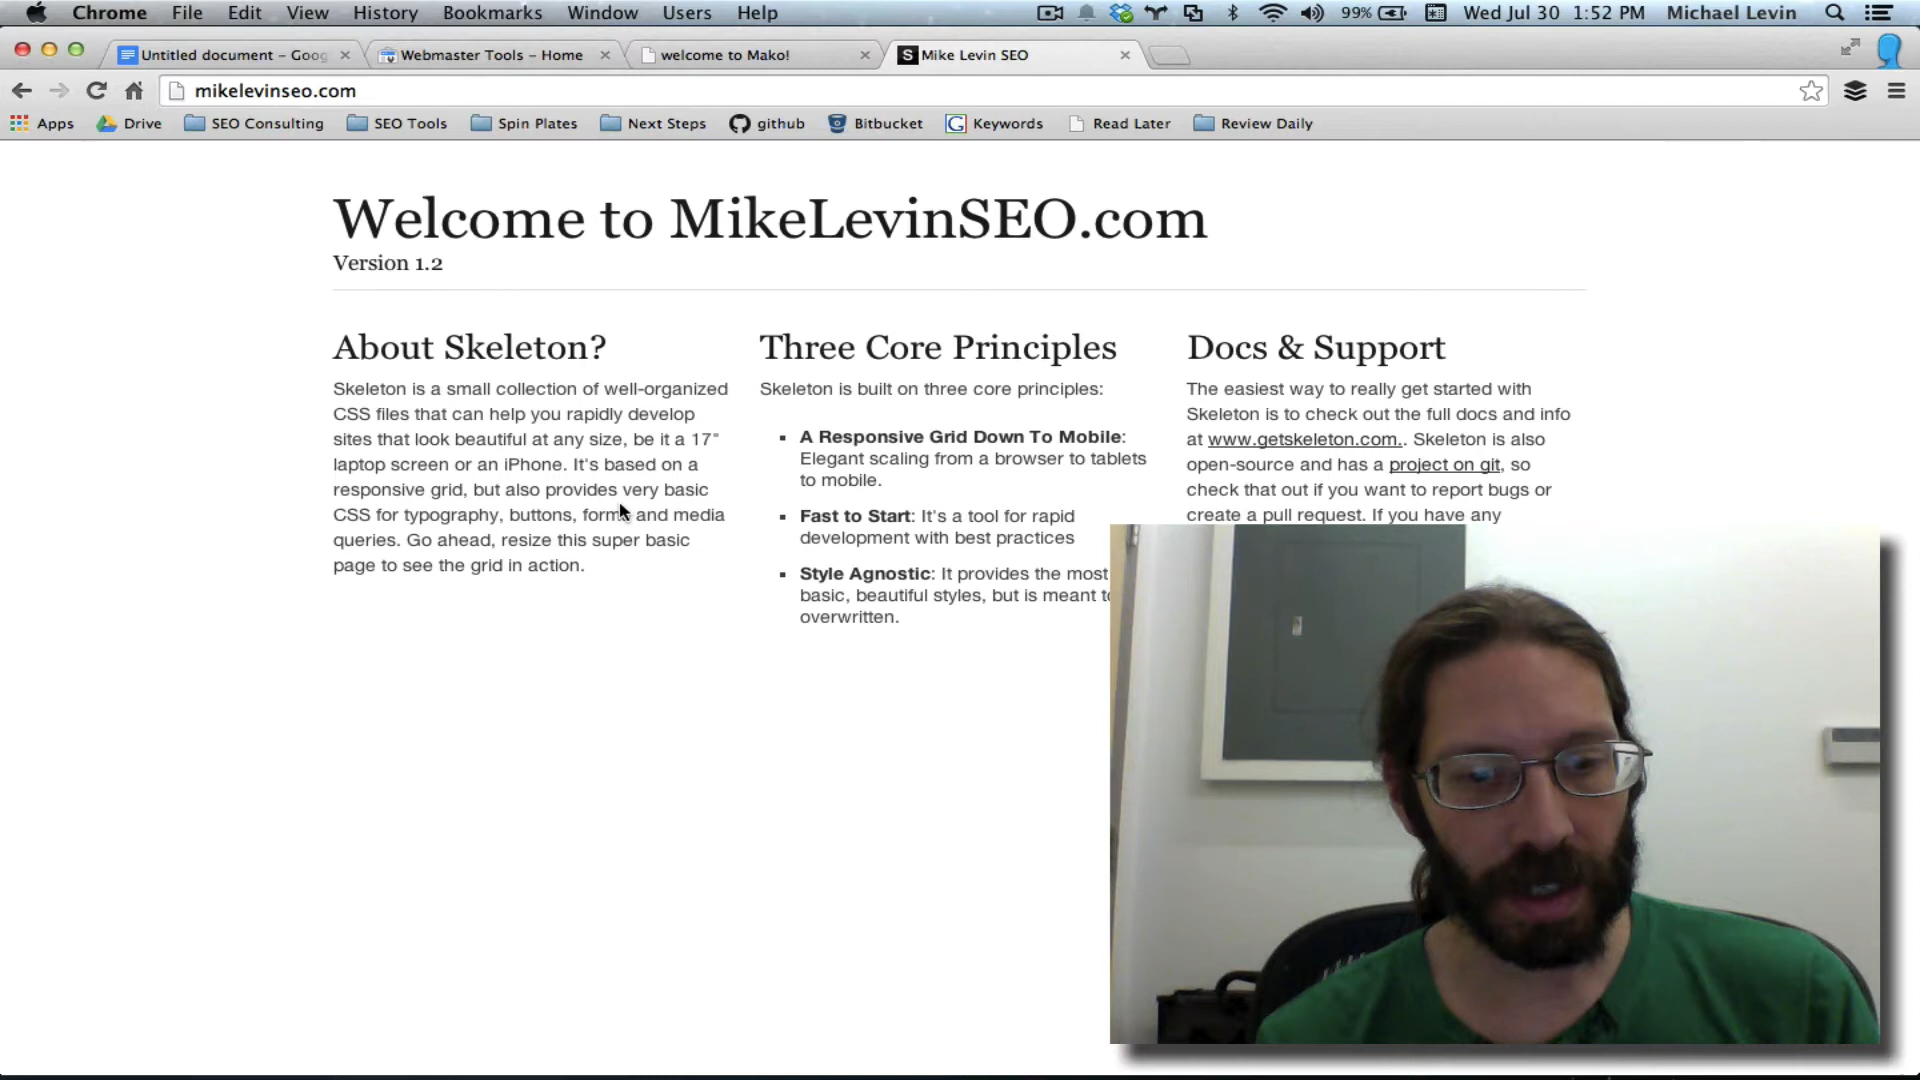 Chrome File Edit View History Bookmarks Window Users Help 99% Wed Jul 30 1:52 PM Michael Levin
Untitled document - Goog Webmaster Tools - Home welcome to Mako! S Mike Levin SEO
mikelevinseo.com
Apps Drive SEO Consulting SEO Tools Spin Plates Next Steps github Bitbucket G Keywords Read Later Review Daily
Welcome to MikeLevinSEO.com
Version 1.2
About Skeleton?
Skeleton is a small collection of well-organized
CSS files that can help you rapidly develop
sites that look beautiful at any size, be it a 17"
laptop screen or an iPhone. It's based on a
responsive grid, but also provides very basic
CSS for typography, buttons, forms and media
queries. Go ahead, resize this super basic
page to see the grid in action.
Three Core Principles
Skeleton is built on three core principles:
A Responsive Grid Down To Mobile:
Elegant scaling from a browser to tablets
to mobile.
Fast to Start: It's a tool for rapid
development with best practices
Style Agnostic: It provides the most
basic, beautiful styles, but is meant to
overwritten.
Docs & Support
The easiest way to really get started with
Skeleton is to check out the full docs and info
at www.getskeleton.com.. Skeleton is also
open-source and has a project on git, so
check that out if you want to report bugs or
create a pull request. If you have any